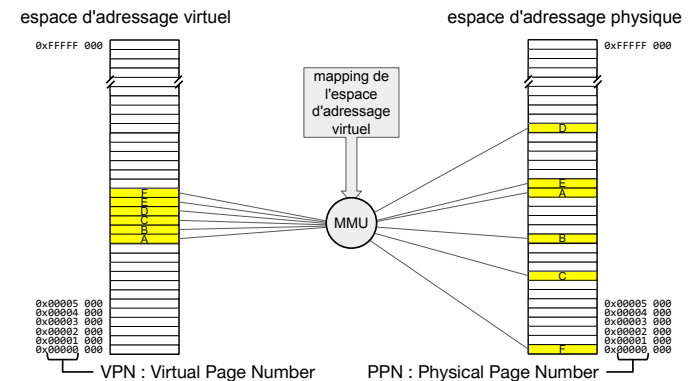 espace d'adressage virtuel
espace d'adressage physique
0xFFFFF 000
0xFFFFF 000
mapping de
l'espace
d'adressage
virtuel
MMU
F
E
D
C
B
A
D
E
A
B
C
F
0x00005 000
0x00004 000
0x00003 000
0x00002 000
0x00001 000
0x00000 000
0x00005 000
0x00004 000
0x00003 000
0x00002 000
0x00001 000
0x00000 000
VPN : Virtual Page Number
PPN : Physical Page Number